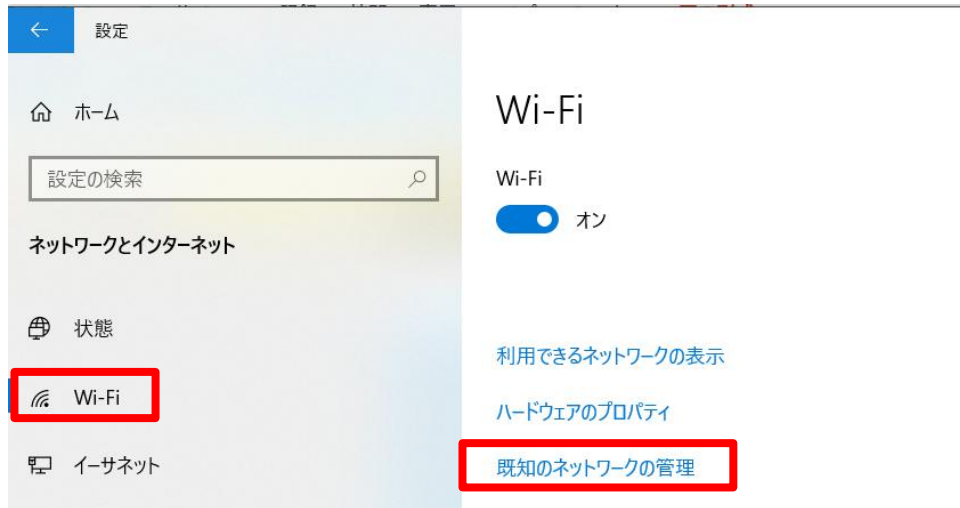 設定
ホーム
設定の検索
ネットワークとインターネット
状態
Wi-Fi
イーサネット
Wi-Fi
Wi-Fi
オン
利用できるネットワークの表示
ハードウェアのプロパティ
既知のネットワークの管理